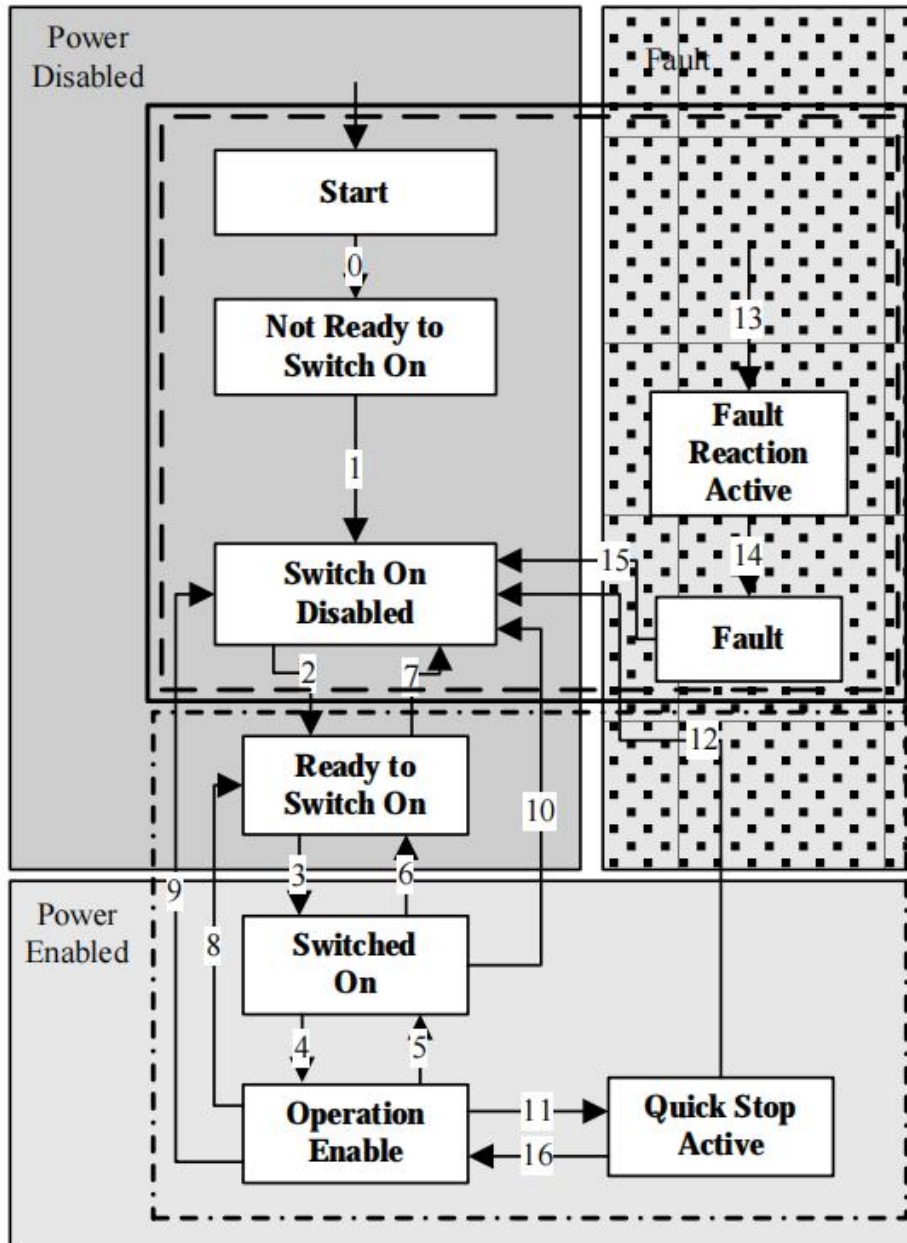 Power
Disabled
Fault
Start
0
Not Ready to
Switch On
13
Fault
Reaction
Active
1
14
15
Switch On
Disabled
Fault
2
7
12
Ready to
Switch On
10
3
6
9
Power
Enabled
8
Switched
On
4
5
Operation
Enable
11
16
Quick Stop
Active